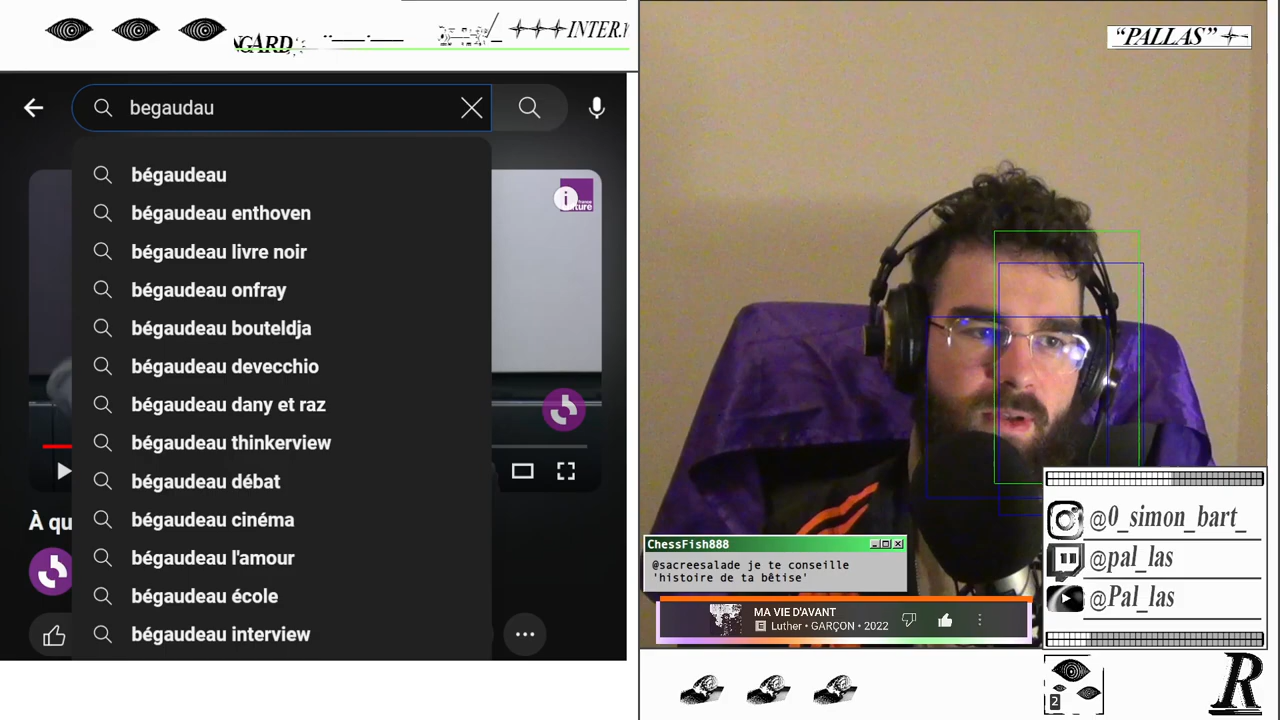 INTER.
"PALLAS"
begaudau
bégaudeau
bégaudeau enthoven
bégaudeau livre noir
bégaudeau onfray
bégaudeau bouteldja
bégaudeau devecchio
bégaudeau dany et raz
bégaudeau thinkerview
bégaudeau débat
bégaudeau cinéma
bégaudeau l'amour
bégaudeau école
bégaudeau interview
À qu
ChessFish888
@sacreesalade je te conseille
'histoire de ta bêtise'
MA VIE D'AVANT
E Luther • GARÇON • 2022
@0_simon_bart_
@pal_las
@Pal_las
2
R